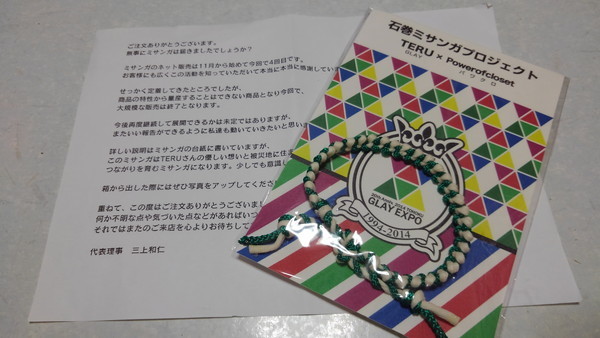 ご注文ありがとうございます。
無事にミサンガは届きましたでしょうか？
ミサンガのネット販売は11月から始めて今回で4回目です。
お客様にも広くこの活動を知っていただいて本当に本当に感謝してい
せっかく定着してきたところでしたが、
商品の特性から量産することはできない商品となり今回で、
大規模な販売は終了となります。
今後再度継続して展開できるかは未定ではありますが、
またいい報告ができるように私達も動いていきたいと思いま
詳しい説明はミサンガの台紙に書いていますが、
このミサンガはTERUさんの優しい想いと被災地に住ま
つながりを育むミサンガになります。少しでも意識し
箱から出した際にはぜひ写真をアップしてくださ
重ねて、この度はご注文ありがとうございまし
何か不明な点や気づいた点などがあればいつ
それではまたのご来店を心よりお待ちして
代表理事 三上和仁
石巻ミサンガプロジェクト
TERU × Powerofcloset
GLAY
パワクロ
GLAY EXPO
1994-2014